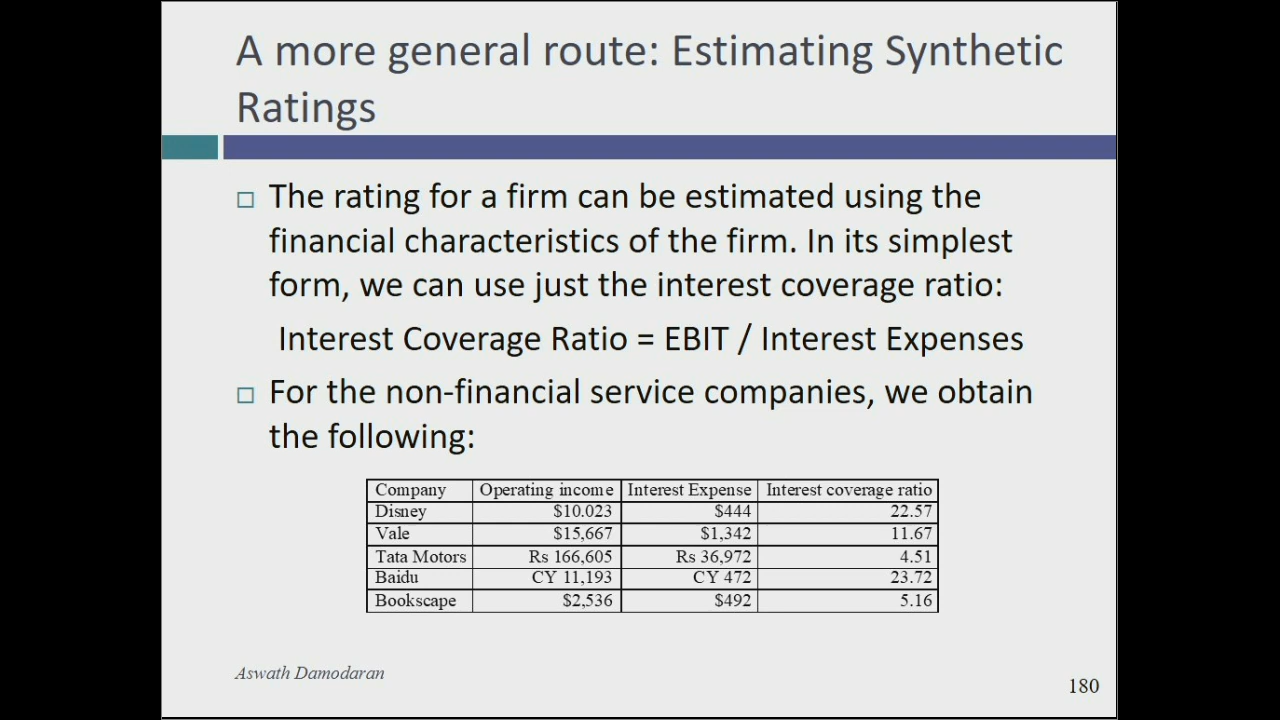 A more general route: Estimating Synthetic
Ratings
The rating for a firm can be estimated using the
financial characteristics of the firm. In its simplest
form, we can use just the interest coverage ratio:
Interest Coverage Ratio = EBIT / Interest Expenses
For the non-financial service companies, we obtain
the following:
Company Operating income Interest Expense Interest coverage ratio
Disney $10.023 $444 22.57
Vale $15,667 $1,342 11.67
Tata Motors Rs 166,605 Rs 36,972 4.51
Baidu CY 11,193 CY 472 23.72
Bookscape $2,536 $492 5.16
Aswath Damodaran
180